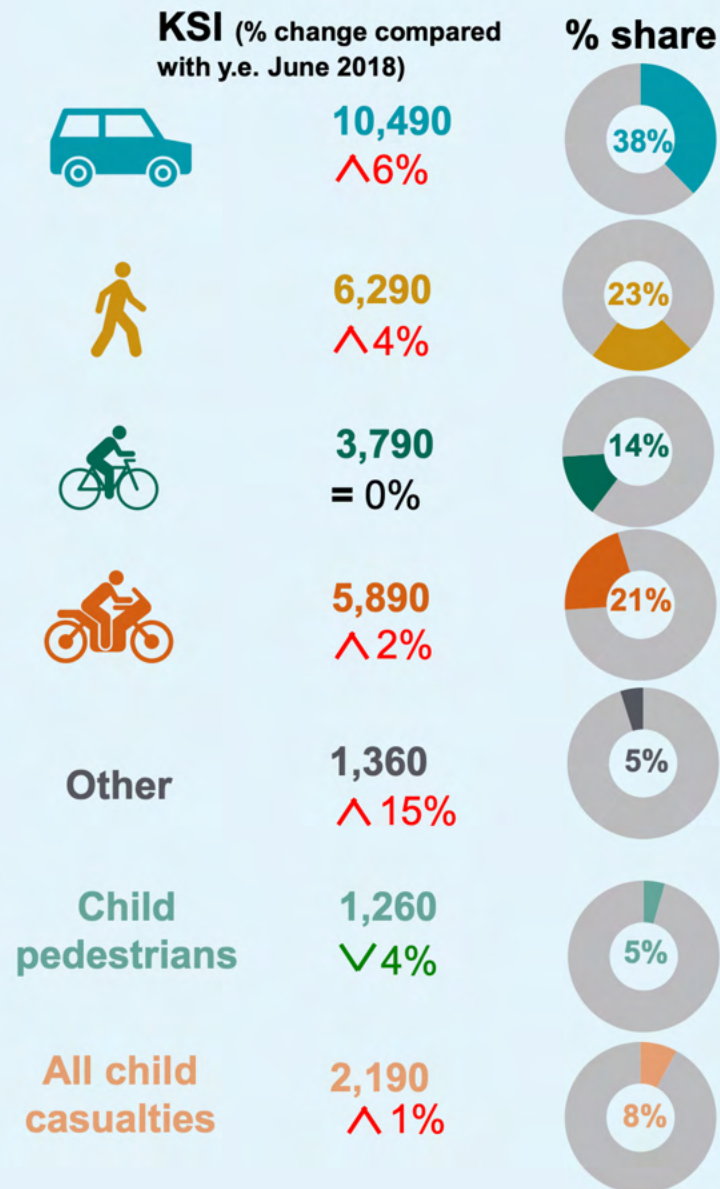 KSI (% change compared % share
with y.e. June 2018)
10,490
38%
∧6%
6,290
23%
∧4%
3,790
14%
= 0%
5,890
21%
∧2%
1,360
5%
Other
∧15%
Child 1,260
pedestrians ∨4%
5%
All child 2,190
casualties ∧1%
8%